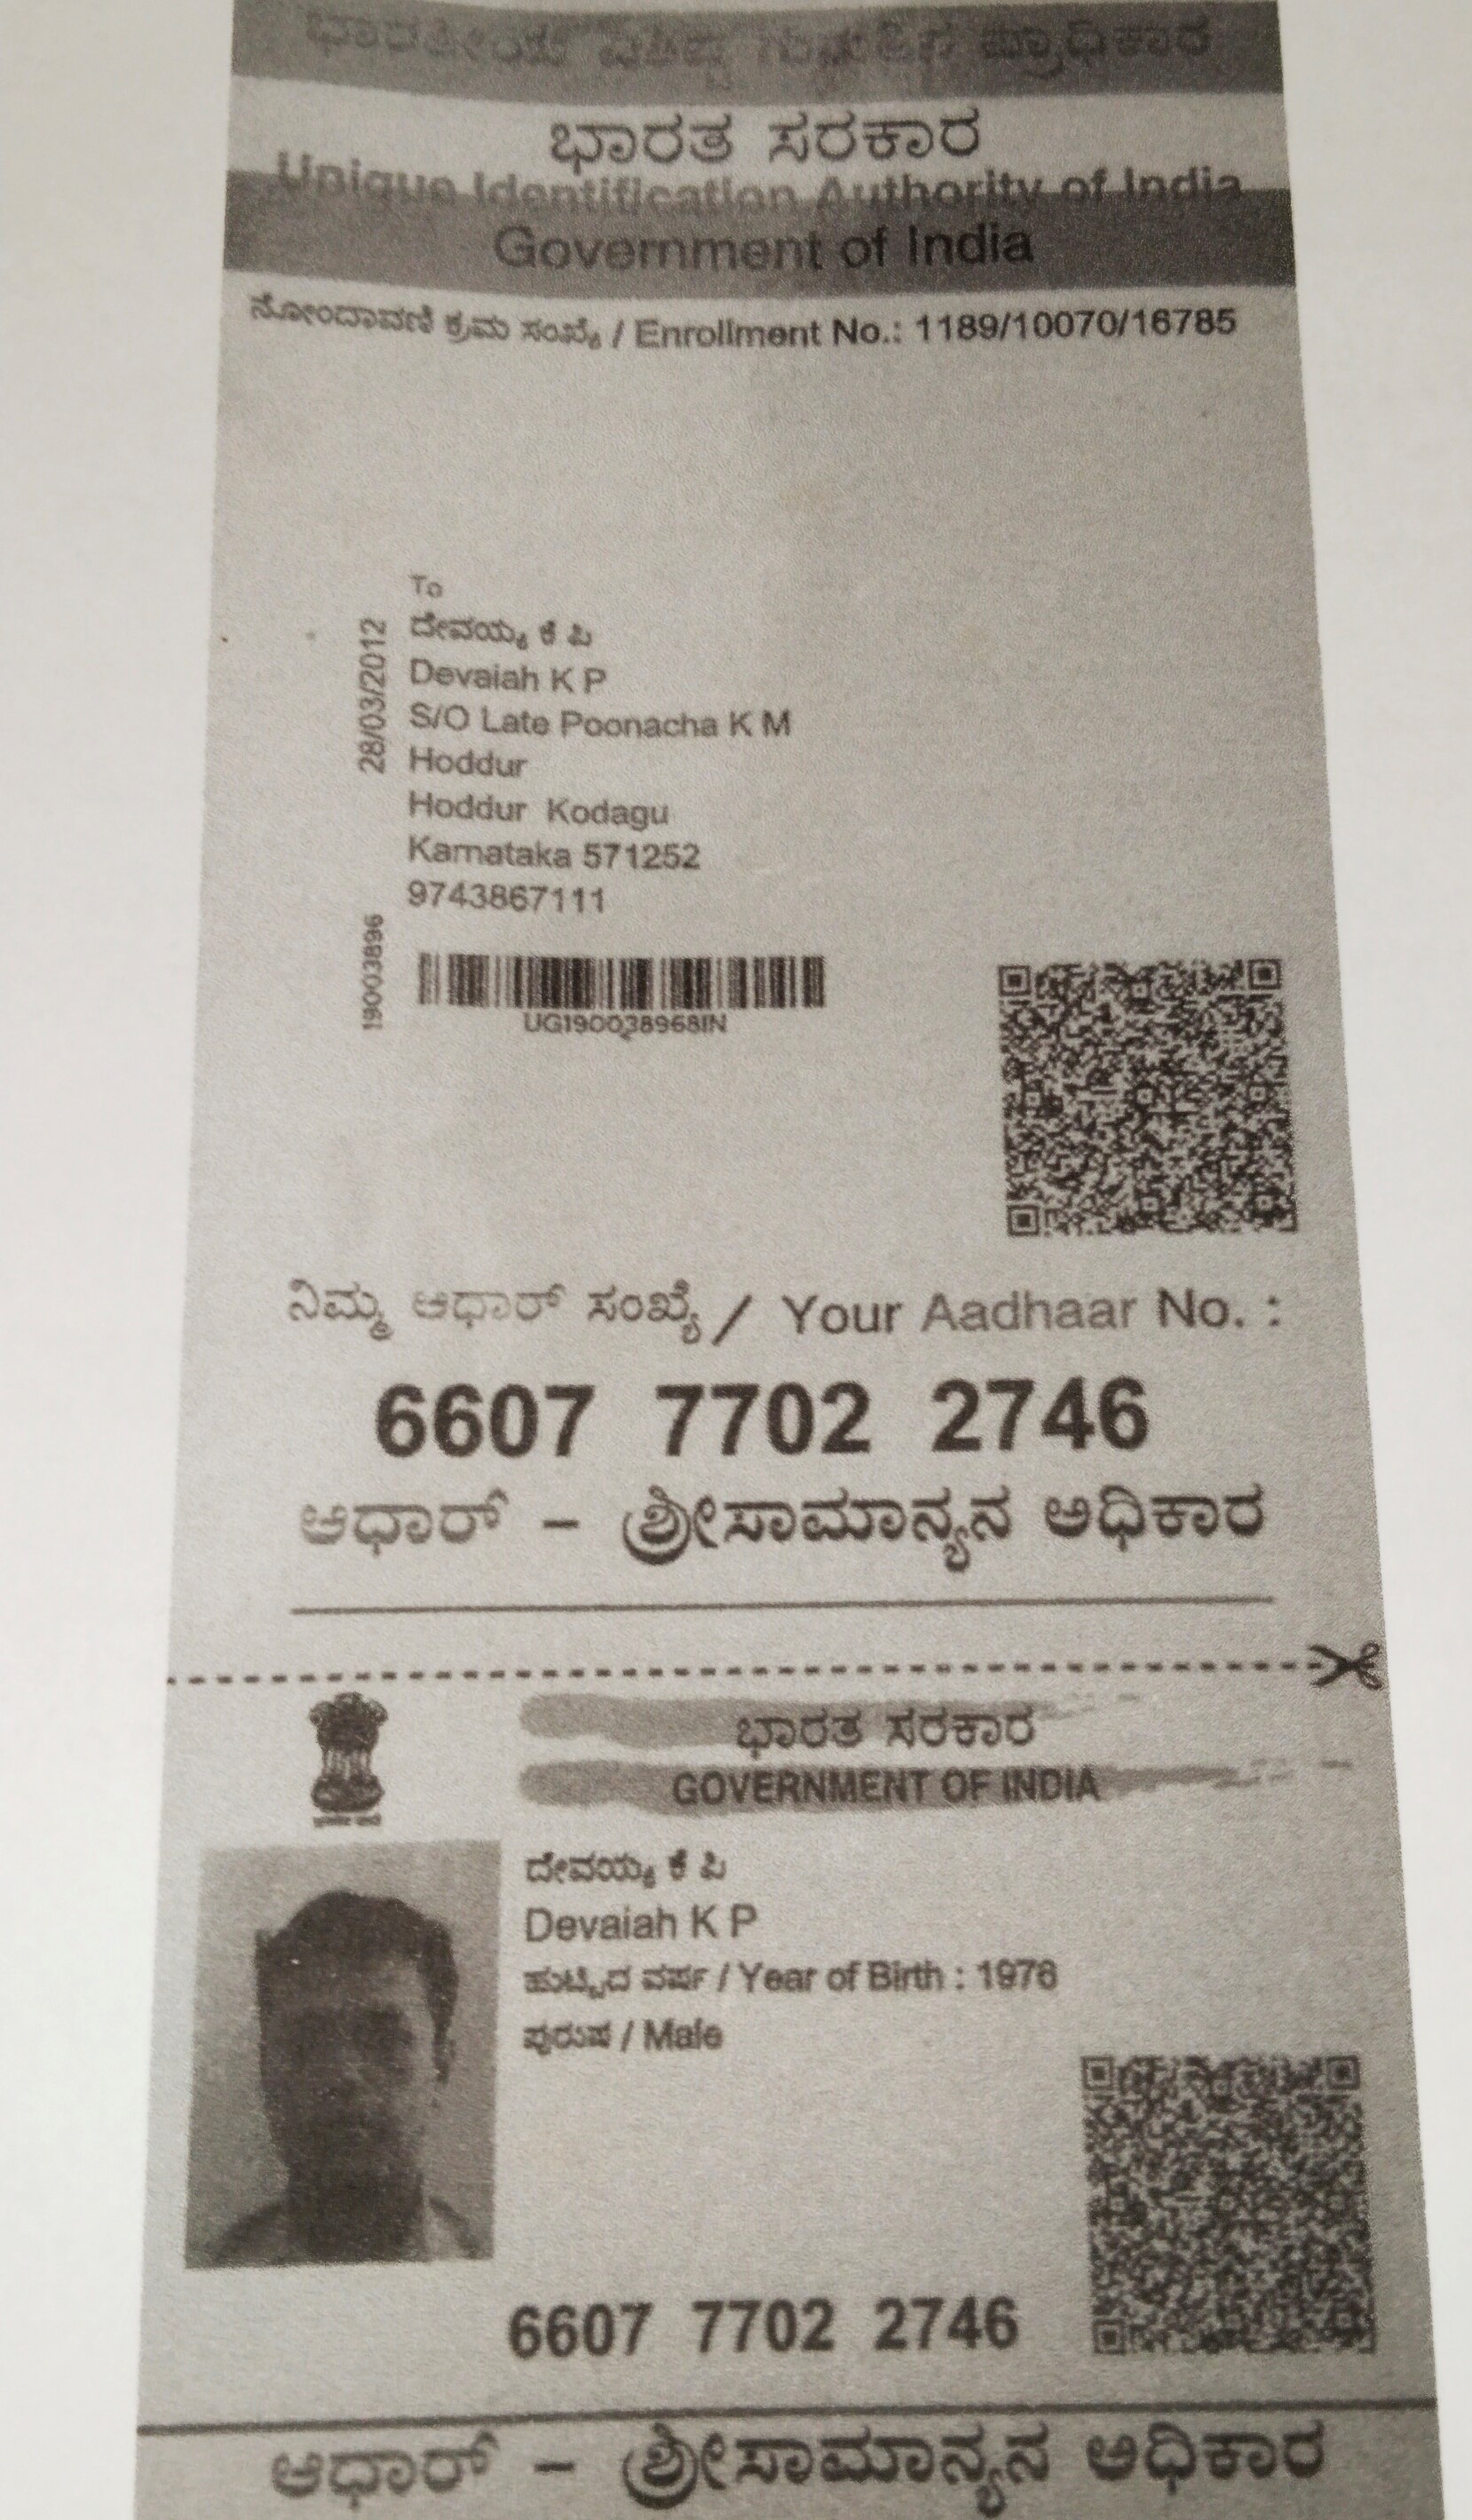 ಭಾರತೀಯ ವಿಶಿಷ್ಟ ಗುರುತಿನ ಪ್ರಾಧಿಕಾರ
ಭಾರತ ಸರಕಾರ
Unique Identification Authority of India
Government of India
ನೋಂದಾವಣೆ ಕ್ರಮ ಸಂಖ್ಯೆ / Enrollment No.: 1189/10070/16785
To
ದೇವಯ್ಯ ಕೆ ಪಿ
Devaiah K P
S/O Late Poonacha K M
Hoddur
Hoddur Kodagu
Karnataka 571252
9743867111
28/03/2012
19003896
UG190038968IN
ನಿಮ್ಮ ಆಧಾರ್ ಸಂಖ್ಯೆ / Your Aadhaar No. :
6607 7702 2746
ಆಧಾರ್ – ಶ್ರೀಸಾಮಾನ್ಯನ ಅಧಿಕಾರ
ಭಾರತ ಸರಕಾರ
GOVERNMENT OF INDIA
ದೇವಯ್ಯ ಕೆ ಪಿ
Devaiah K P
ಹುಟ್ಟಿದ ವರ್ಷ / Year of Birth : 1976
ಪುರುಷ / Male
6607 7702 2746
ಆಧಾರ್ – ಶ್ರೀಸಾಮಾನ್ಯನ ಅಧಿಕಾರ